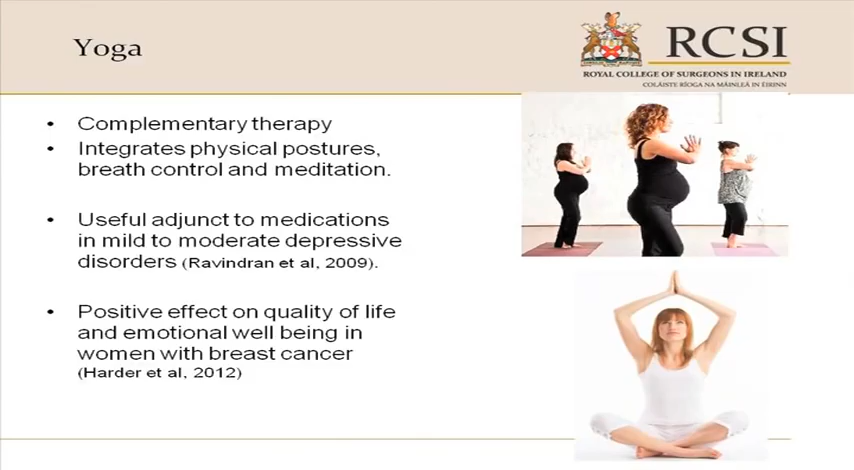 Yoga
RCSI
ROYAL COLLEGE OF SURGEONS IN IRELAND
COLÁISTE RÍOGA NA MÁINLEÁ IN ÉIRINN
• Complementary therapy
• Integrates physical postures,
breath control and meditation.
• Useful adjunct to medications
in mild to moderate depressive
disorders (Ravindran et al, 2009).
• Positive effect on quality of life
and emotional well being in
women with breast cancer
(Harder et al, 2012)